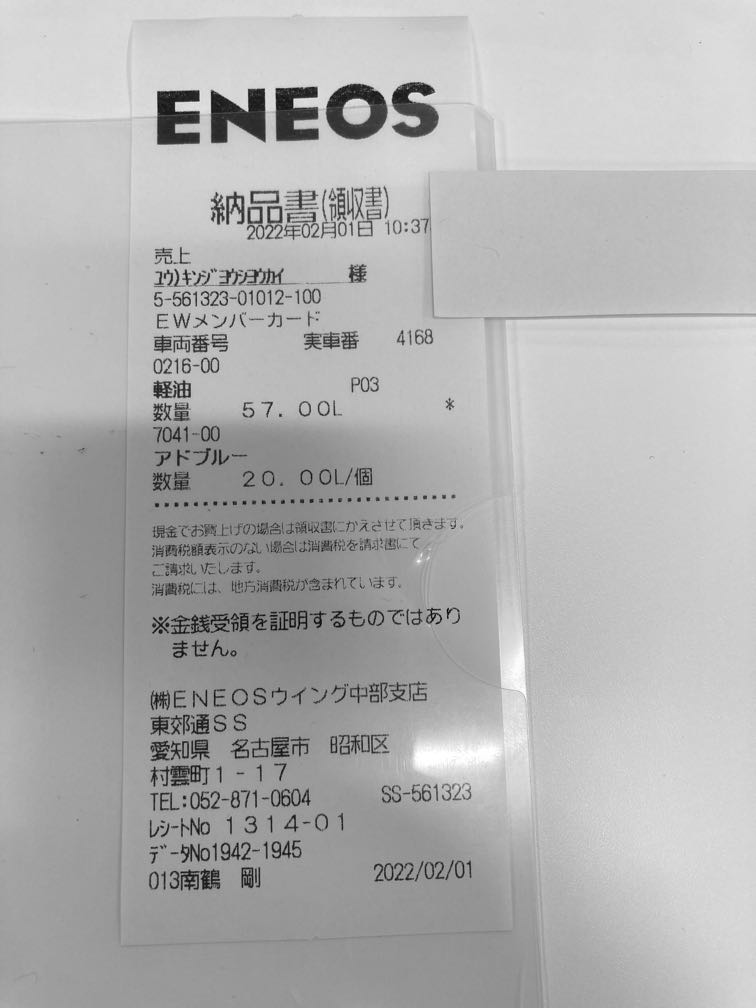 ENEOS
納品書(領収書)
2022年02月01日 10:37
売上
ユウ)キンジヨウシヨウカイ 様
5-561323-01012-100
EWメンバーカード
車両番号 実車番 4168
0216-00
軽油 P03
数量 57.00L *
7041-00
アドブルー
数量 20.00L/個
現金でお買上げの場合は領収書にかえさせて頂きます。
消費税額表示のない場合は消費税を請求書にて
ご請求いたします。
消費税には、地方消費税が含まれています。
※金銭受領を証明するものではあり
ません。
㈱ENEOSウイング中部支店
東郊通SS
愛知県 名古屋市 昭和区
村雲町1-17
TEL:052-871-0604 SS-561323
レシートNo 1314-01
データNo1942-1945
013南鶴 剛 2022/02/01